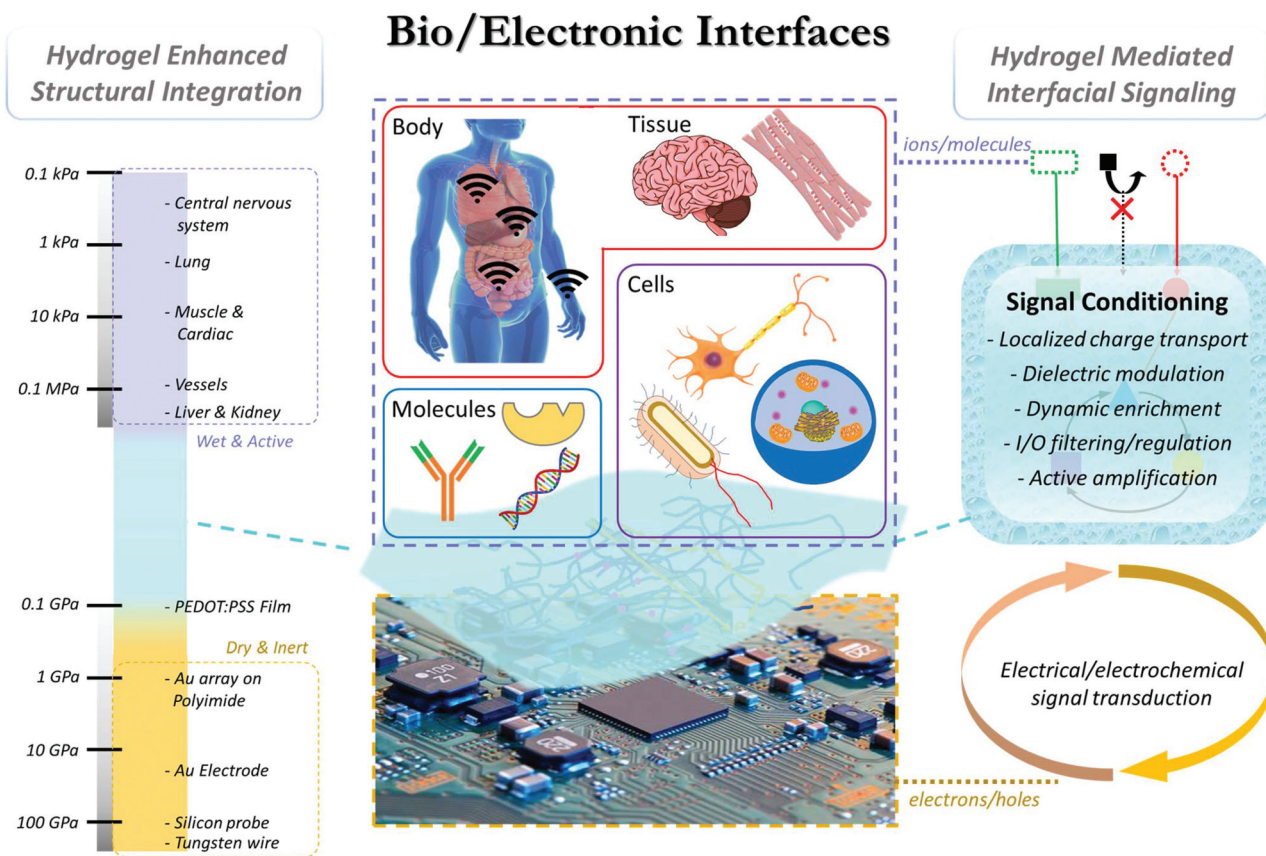 Bio/Electronic Interfaces
Hydrogel Enhanced
Structural Integration
0.1 kPa
- Central nervous
system
1 kPa
- Lung
10 kPa
- Muscle &
Cardiac
0.1 MPa
- Vessels
- Liver & Kidney
Wet & Active
0.1 GPa
- PEDOT:PSS Film
Dry & Inert
1 GPa
- Au array on
Polyimide
10 GPa
- Au Electrode
100 GPa
- Silicon probe
- Tungsten wire
Body
Tissue
Cells
Molecules
100
Z1
220
Hydrogel Mediated
Interfacial Signaling
ions/molecules
Signal Conditioning
- Localized charge transport
- Dielectric modulation
- Dynamic enrichment
- I/O filtering/regulation
- Active amplification
Electrical/electrochemical
signal transduction
electrons/holes